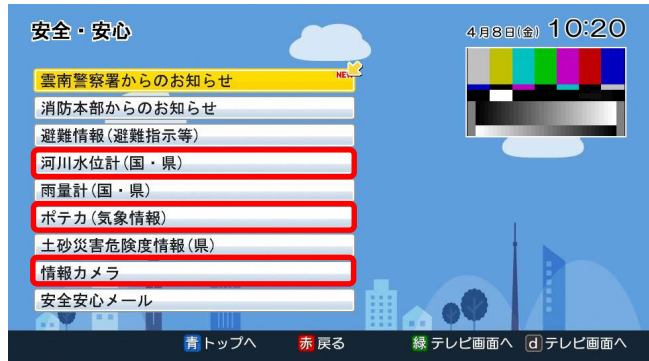 安全・安心
4月8日(金) 10:20
雲南警察署からのお知らせ NEW
消防本部からのお知らせ
避難情報(避難指示等)
河川水位計(国・県)
雨量計(国・県)
ポテカ(気象情報)
土砂災害危険度情報(県)
情報カメラ
安全安心メール
青 トップへ 赤 戻る 緑 テレビ画面へ d テレビ画面へ